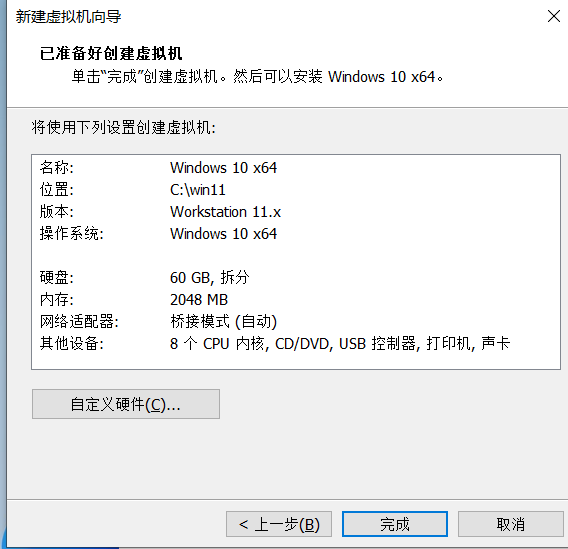 新建虚拟机向导
已准备好创建虚拟机
单击“完成”创建虚拟机。然后可以安装 Windows 10 x64。
将使用下列设置创建虚拟机:
名称: Windows 10 x64
位置: C:\win11
版本: Workstation 11.x
操作系统: Windows 10 x64
硬盘: 60 GB, 拆分
内存: 2048 MB
网络适配器: 桥接模式 (自动)
其他设备: 8 个 CPU 内核, CD/DVD, USB 控制器, 打印机, 声卡
自定义硬件(C)...
< 上一步(B) 完成 取消